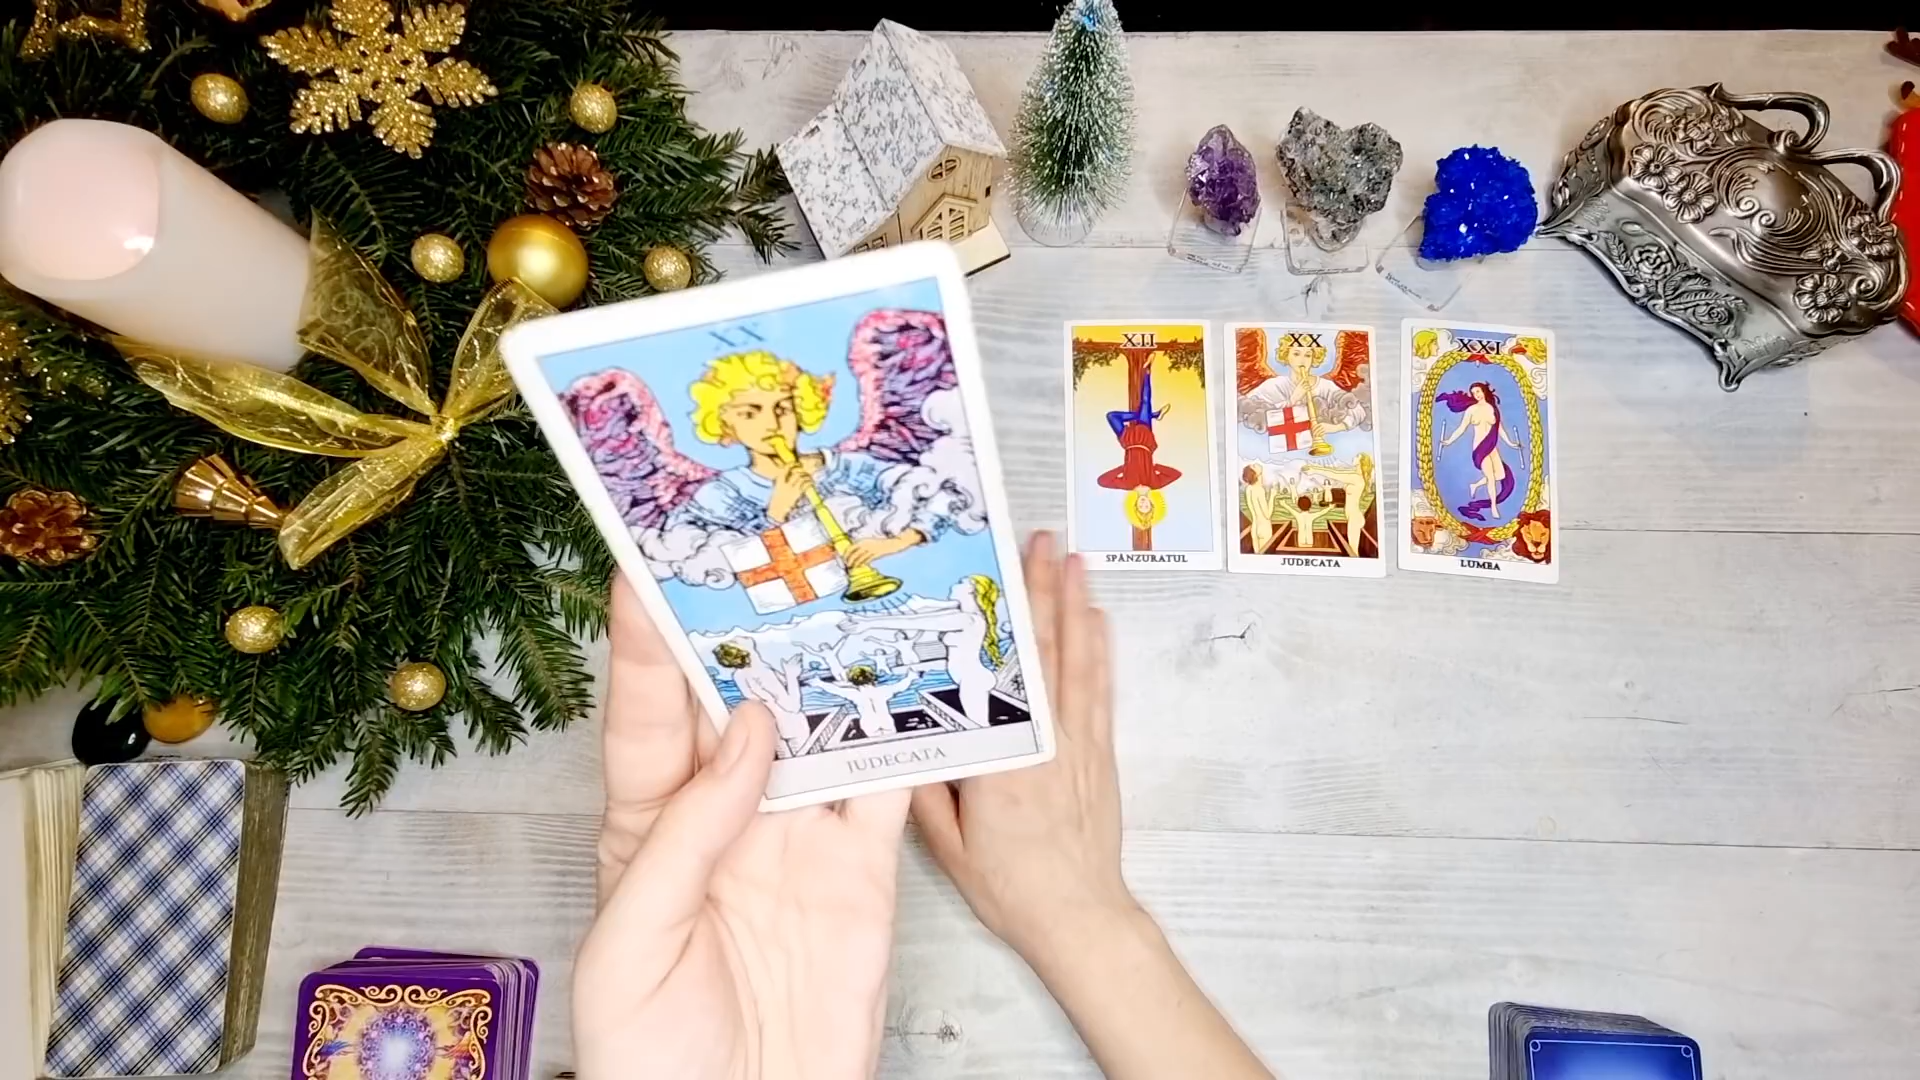 XX
JUDECATA
XII
SPÂNZURATUL
XX
JUDECATA
XXI
LUMEA